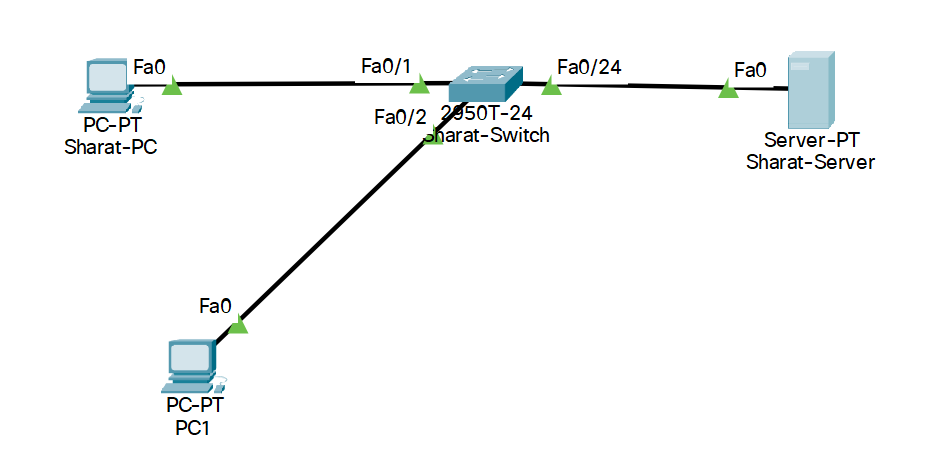 Fa0
Fa0/1
Fa0/24
Fa0
Fa0/2
2950T-24
Sharat-Switch
PC-PT
Sharat-PC
Server-PT
Sharat-Server
Fa0
PC-PT
PC1